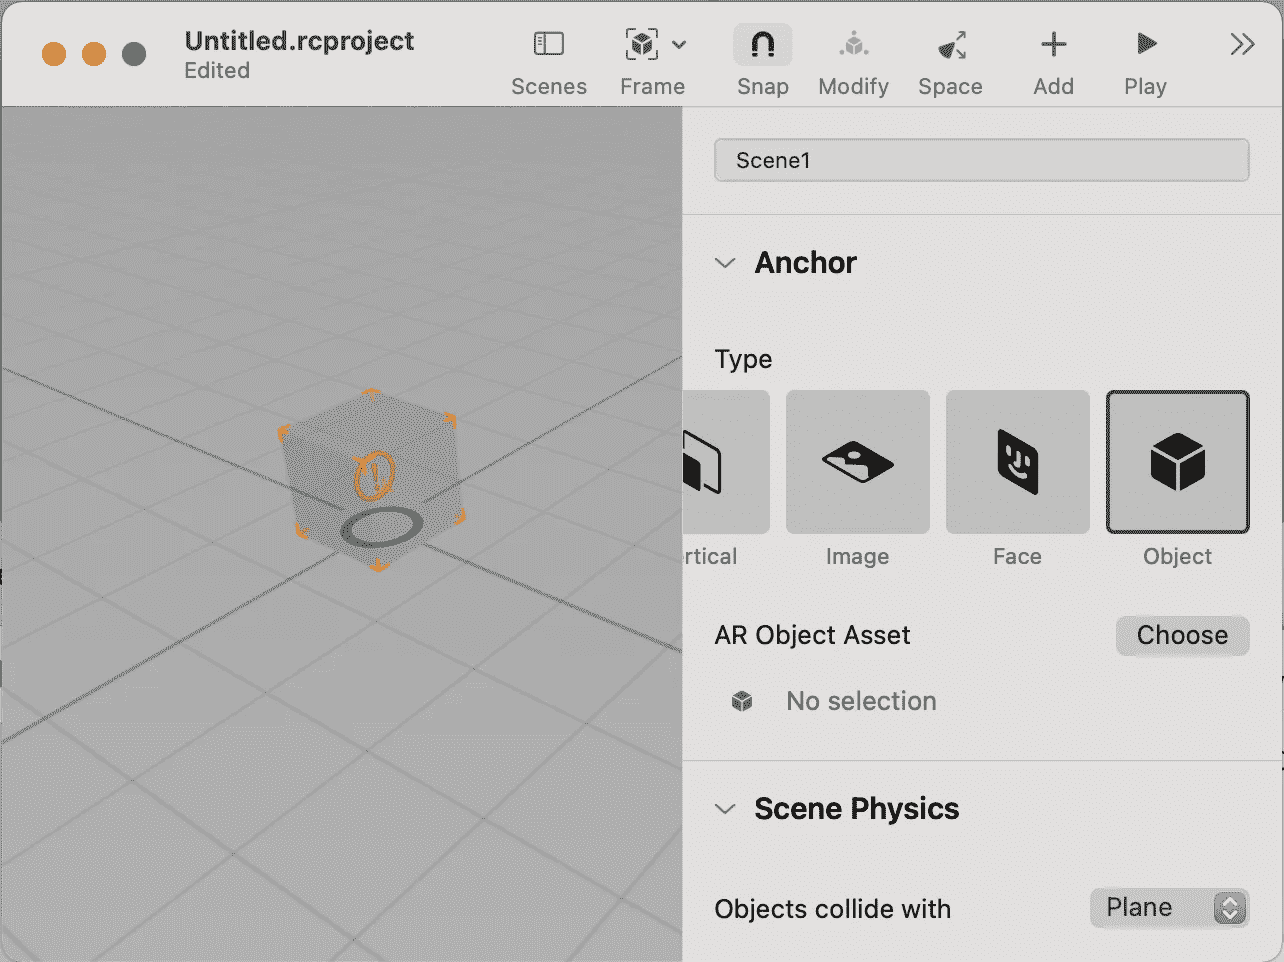 Untitled.rcproject
Edited
Scenes
Frame
Snap
Modify
Space
Add
Play
Scene1
Anchor
Type
rtical
Image
Face
Object
AR Object Asset
Choose
No selection
Scene Physics
Objects collide with
Plane